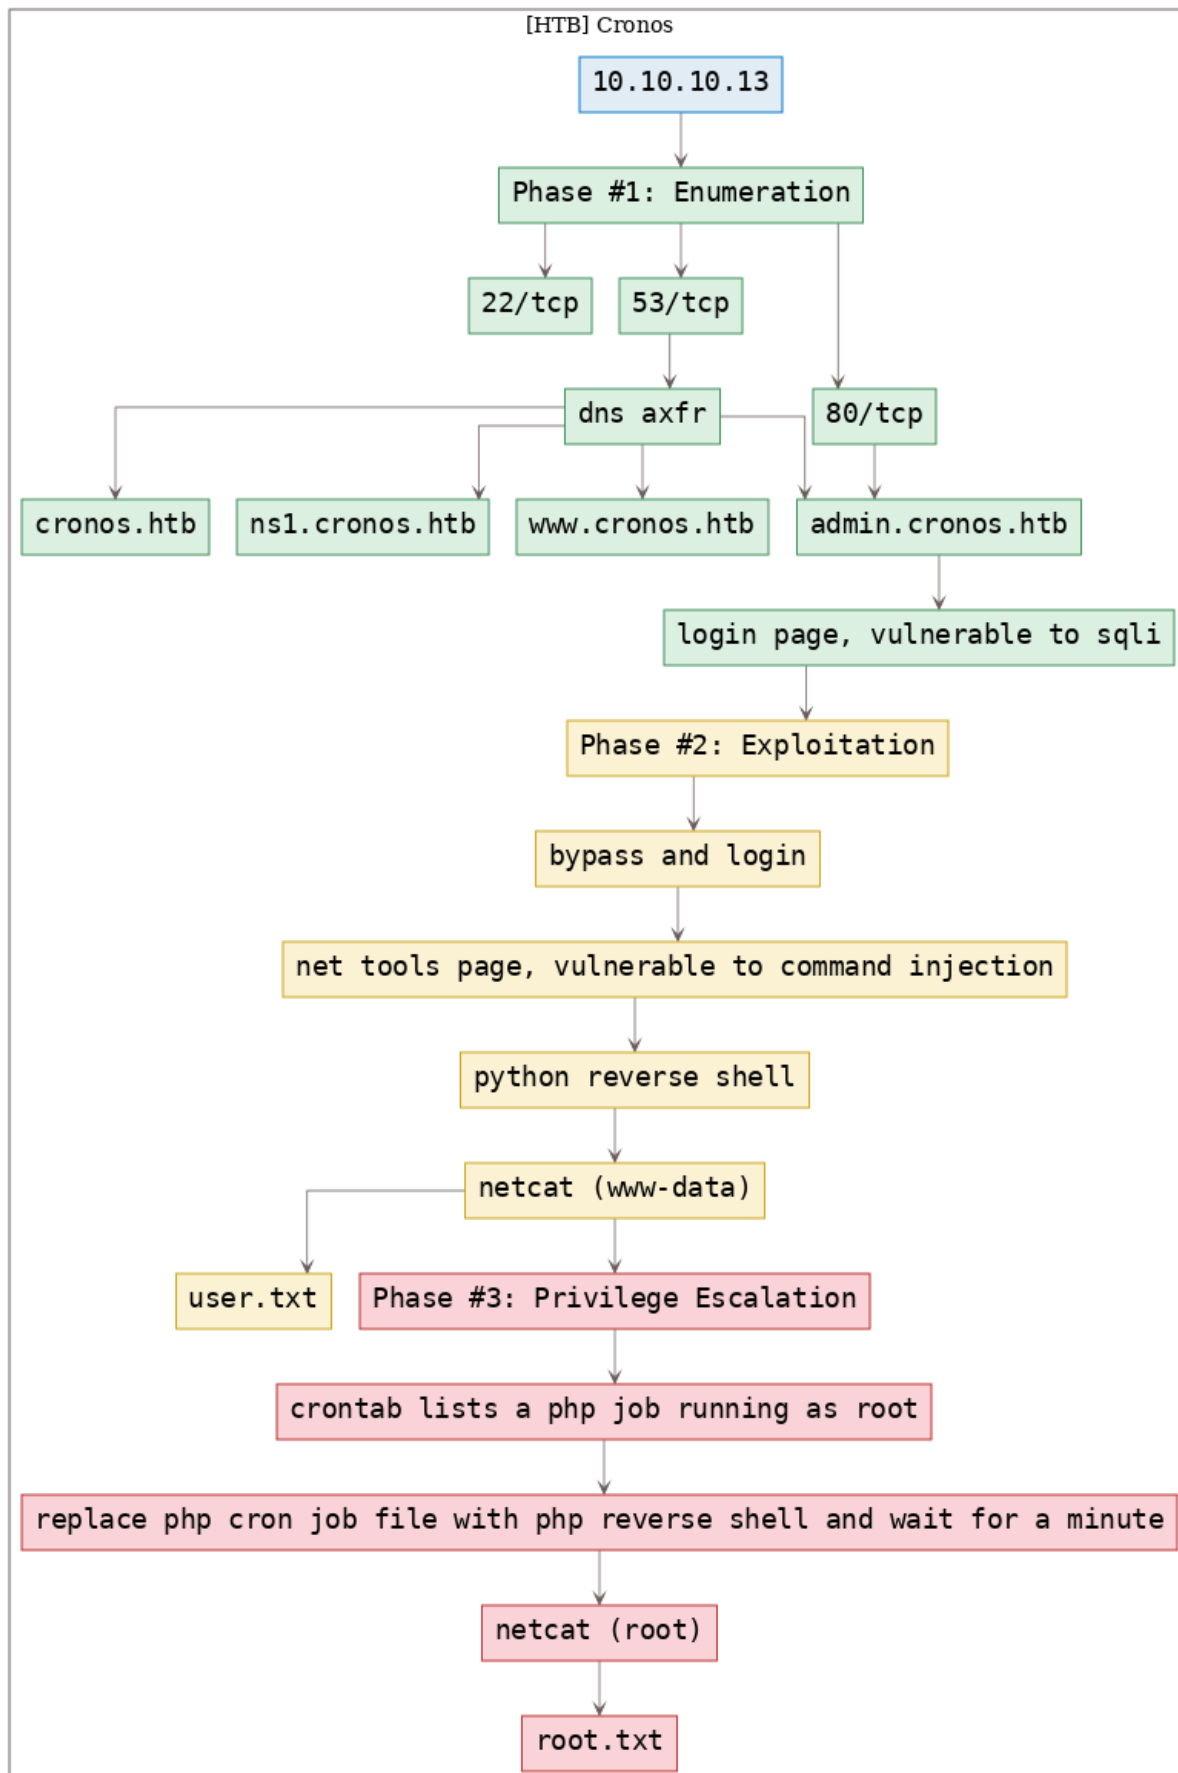 [HTB] Cronos
10.10.10.13
Phase #1: Enumeration
22/tcp
53/tcp
dns axfr
80/tcp
cronos.htb
ns1.cronos.htb
www.cronos.htb
admin.cronos.htb
login page, vulnerable to sqli
Phase #2: Exploitation
bypass and login
net tools page, vulnerable to command injection
python reverse shell
netcat (www-data)
user.txt
Phase #3: Privilege Escalation
crontab lists a php job running as root
replace php cron job file with php reverse shell and wait for a minute
netcat (root)
root.txt